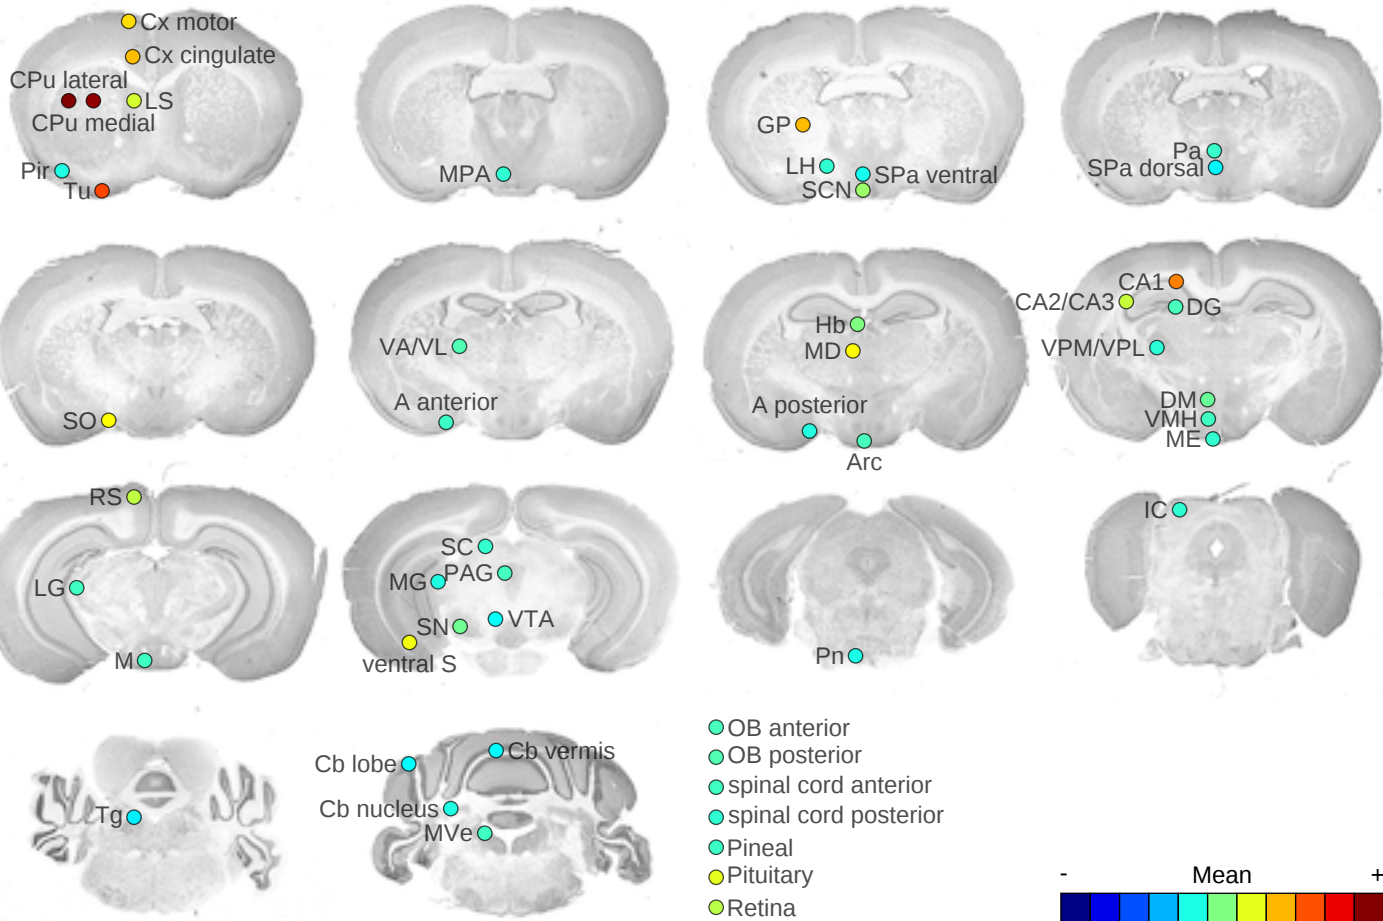 Cx motor
Cx cingulate
CPu lateral
LS
CPu medial
Pir
Tu
MPA
GP
LH
SPa ventral
SCN
Pa
SPa dorsal
SO
VA/VL
A anterior
Hb
MD
A posterior
Arc
CA1
CA2/CA3
DG
VPM/VPL
DM
VMH
ME
RS
LG
M
SC
MG
PAG
SN
VTA
ventral S
Pn
IC
Tg
Cb lobe
Cb vermis
Cb nucleus
MVe
OB anterior
OB posterior
spinal cord anterior
spinal cord posterior
Pineal
Pituitary
Retina
- Mean +